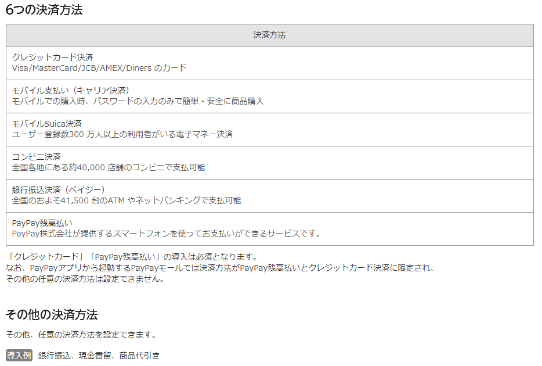 6つの決済方法
決済方法
クレジットカード決済
Visa/MasterCard/JCB/AMEX/Diners のカード
モバイル支払い（キャリア決済）
モバイルでの購入時、パスワードの入力のみで簡単・安全に商品購入
モバイルSuica決済
ユーザー登録数300 万人以上の利用者がいる電子マネー決済
コンビニ決済
全国各地にある約40,000 店舗のコンビニで支払可能
銀行振込決済（ペイジー）
全国のおよそ41,500 台のATM やネットバンキングで支払可能
PayPay残高払い
PayPay株式会社が提供するスマートフォンを使ってお支払いができるサービスです。
「クレジットカード」「PayPay残高払い」の導入は必須となります。
なお、PayPayアプリから起動するPayPayモールでは決済方法がPayPay残高払いとクレジットカード決済に限定され、
その他の任意の決済方法は設定できません。
その他の決済方法
その他、任意の決済方法を設定できます。
導入例 銀行振込、現金書留、商品代引き